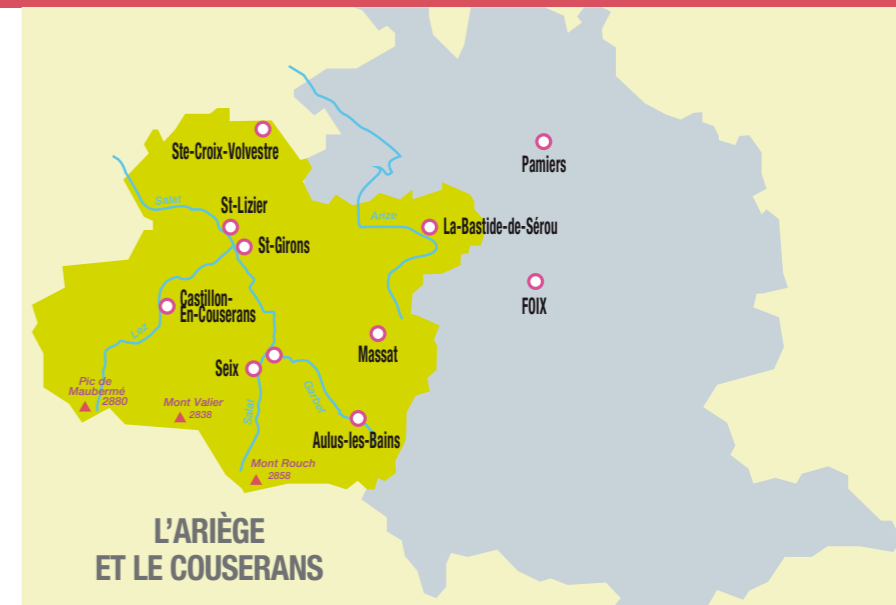 Ste-Croix-Volvestre
Pamiers
Salat
St-Lizier
Arize
La-Bastide-de-Sérou
St-Girons
FOIX
Castillon-
En-Couserans
Lez
Massat
Seix
Pic de
Maubermé
2880
Mont Valier
2838
Salat
Garbet
Aulus-les-Bains
Mont Rouch
2858
L'ARIÈGE
ET LE COUSERANS